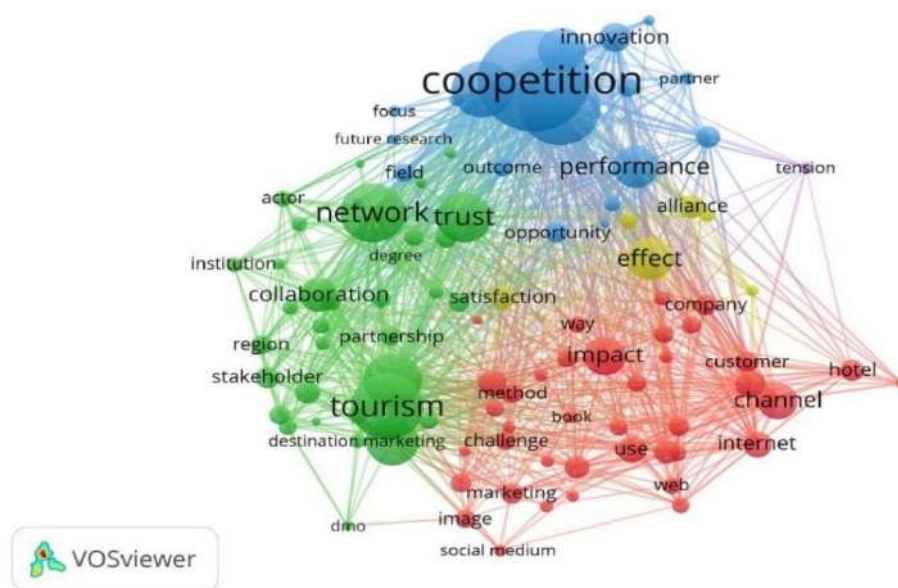 innovation
coopetition
partner
focus
future research
outcome
performance
tension
field
actor
network
trust
alliance
opportunity
degree
effect
institution
collaboration
satisfaction
company
way
region
partnership
impact
customer
hotel
stakeholder
method
channel
tourism
book
destination marketing
challenge
use
internet
web
marketing
image
dmo
social medium
VOSviewer